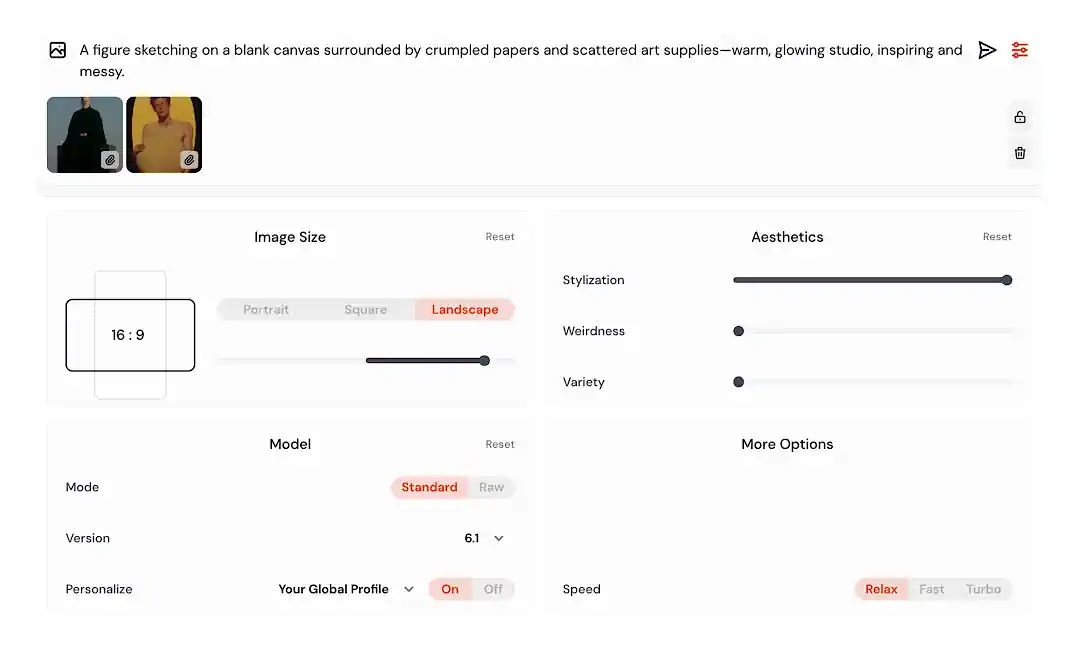 A figure sketching on a blank canvas surrounded by crumpled papers and scattered art supplies—warm, glowing studio, inspiring and
messy.
Image Size
Reset
16 : 9
Portrait
Square
Landscape
Aesthetics
Reset
Stylization
Weirdness
Variety
Model
Reset
Mode
Standard
Raw
Version
6.1
Personalize
Your Global Profile
On
Off
More Options
Speed
Relax
Fast
Turbo